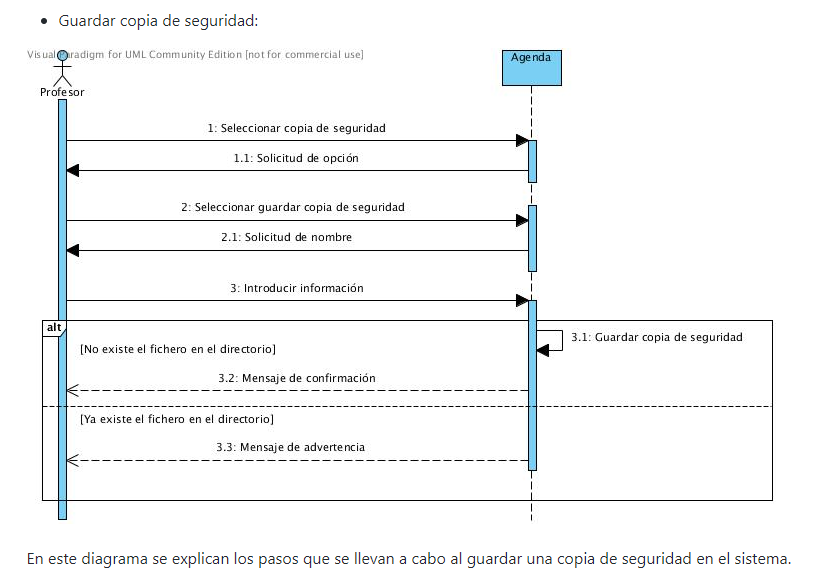 • Guardar copia de seguridad:
Visual Paradigm for UML Community Edition [not for commercial use]
Agenda
Profesor
1: Seleccionar copia de seguridad
1.1: Solicitud de opción
2: Seleccionar guardar copia de seguridad
2.1: Solicitud de nombre
3: Introducir información
alt
3.1: Guardar copia de seguridad
[No existe el fichero en el directorio]
3.2: Mensaje de confirmación
[Ya existe el fichero en el directorio]
3.3: Mensaje de advertencia
En este diagrama se explican los pasos que se llevan a cabo al guardar una copia de seguridad en el sistema.